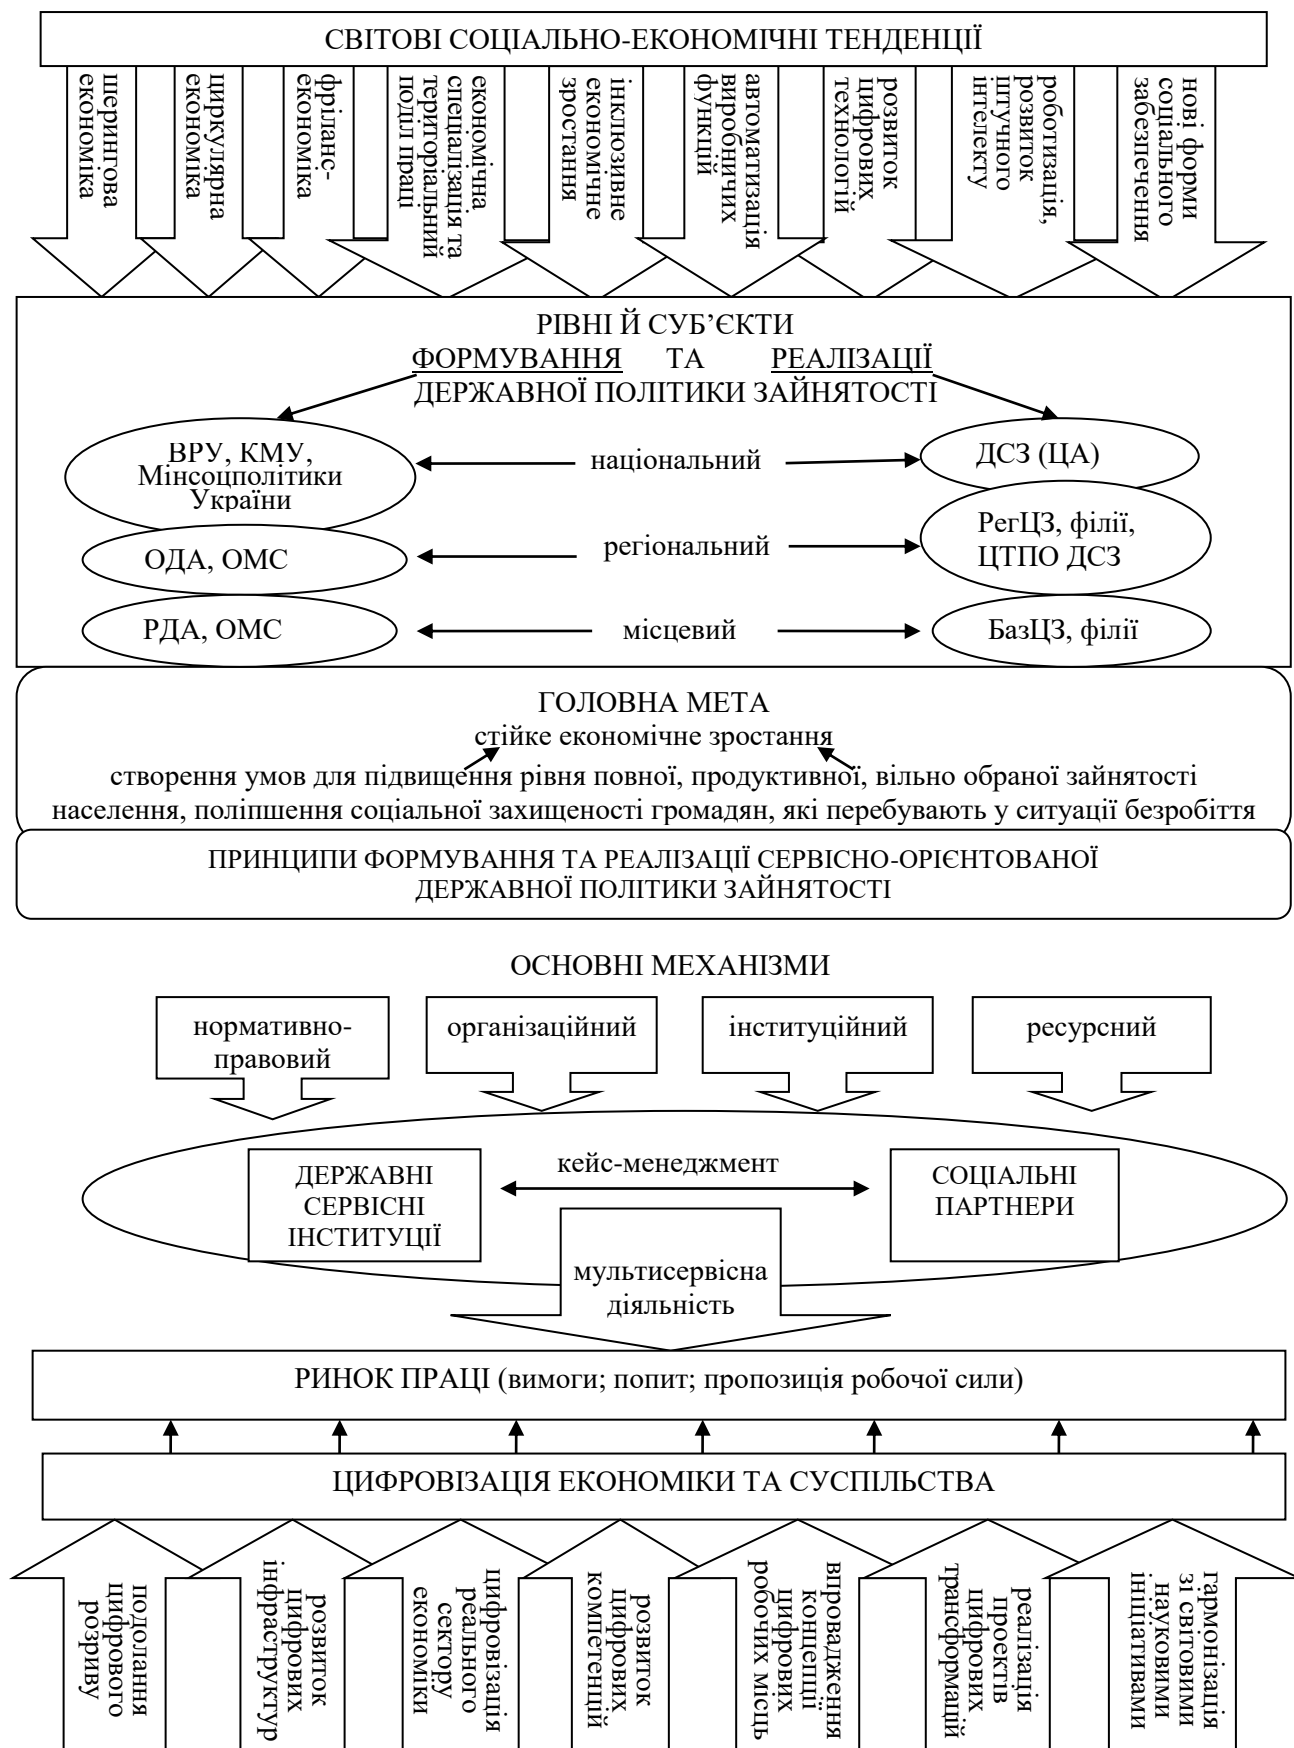 СВІТОВІ СОЦІАЛЬНО-ЕКОНОМІЧНІ ТЕНДЕНЦІЇ
шерингова
економіка
циркулярна
економіка
фріланс-
економіка
економічна
спеціалізація та
територіальний
поділ праці
інклюзивне
економічне
зростання
автоматизація
виробничих
функцій
розвиток
цифрових
технологій
роботизація,
розвиток
штучного
інтелекту
нові форми
соціального
забезпечення
РІВНІ Й СУБ’ЄКТИ
ФОРМУВАННЯ ТА РЕАЛІЗАЦІЇ
ДЕРЖАВНОЇ ПОЛІТИКИ ЗАЙНЯТОСТІ
ВРУ, КМУ,
Мінсоцполітики
України
національний
ДСЗ (ЦА)
ОДА, ОМС
регіональний
РегЦЗ, філії,
ЦТПО ДСЗ
РДА, ОМС
місцевий
БазЦЗ, філії
ГОЛОВНА МЕТА
стійке економічне зростання
створення умов для підвищення рівня повної, продуктивної, вільно обраної зайнятості
населення, поліпшення соціальної захищеності громадян, які перебувають у ситуації безробіття
ПРИНЦИПИ ФОРМУВАННЯ ТА РЕАЛІЗАЦІЇ СЕРВІСНО-ОРІЄНТОВАНОЇ
ДЕРЖАВНОЇ ПОЛІТИКИ ЗАЙНЯТОСТІ
ОСНОВНІ МЕХАНІЗМИ
нормативно-
правовий
організаційний
інституційний
ресурсний
ДЕРЖАВНІ
СЕРВІСНІ
ІНСТИТУЦІЇ
кейс-менеджмент
СОЦІАЛЬНІ
ПАРТНЕРИ
мультисервісна
діяльність
РИНОК ПРАЦІ (вимоги; попит; пропозиція робочої сили)
ЦИФРОВІЗАЦІЯ ЕКОНОМІКИ ТА СУСПІЛЬСТВА
подолання
цифрового
розриву
розвиток
цифрових
інфраструктур
цифровізація
реального
сектору
економіки
розвиток
цифрових
компетенцій
впровадження
концепції
цифрових
робочих місць
реалізація
проектів
цифрових
трансформацій
гармонізація
зі світовими
науковими
ініціативами